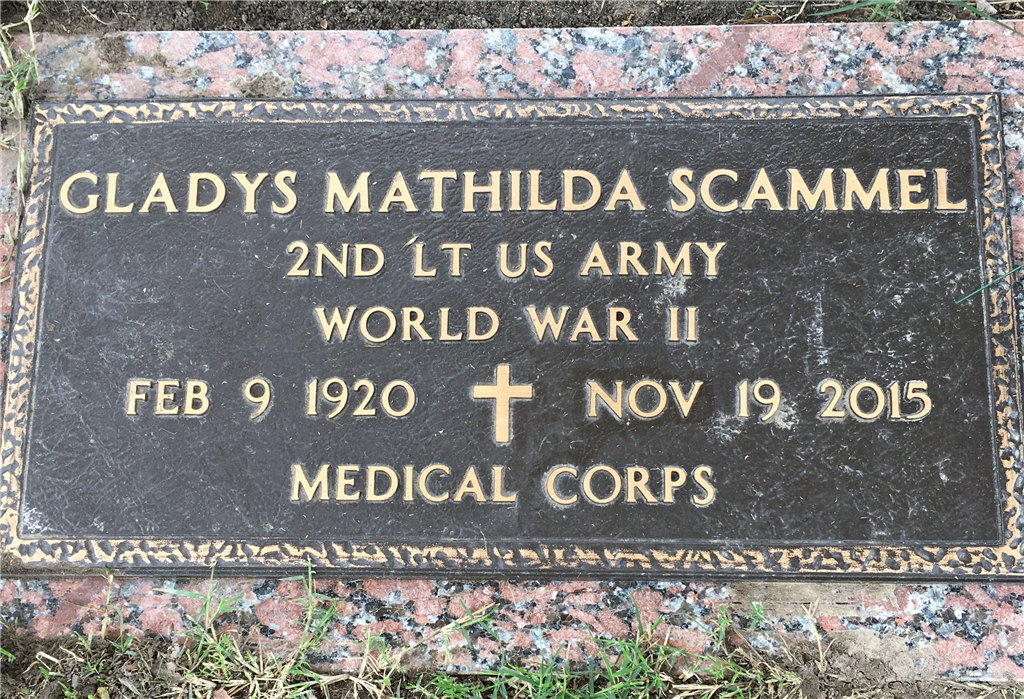 GLADYS MATHILDA SCAMMEL
2ND LT US ARMY
WORLD WAR II
FEB 9 1920 NOV 19 2015
MEDICAL CORPS